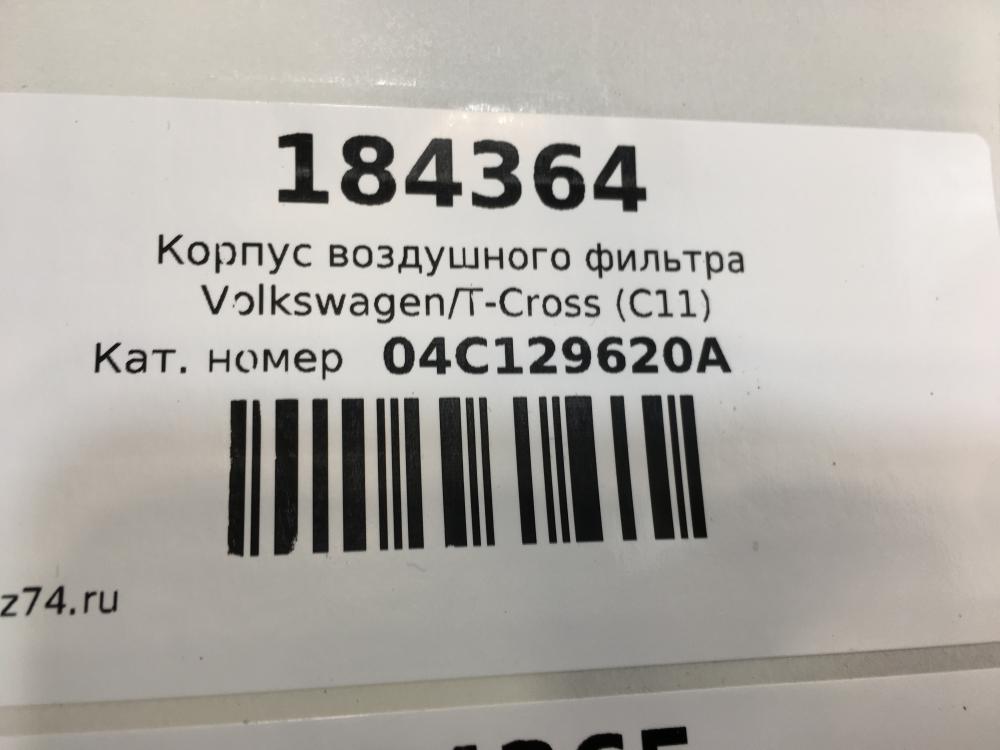 184364
Корпус воздушного фильтра
Volkswagen/T-Cross (C11)
Кат. номер 04C129620A
z74.ru